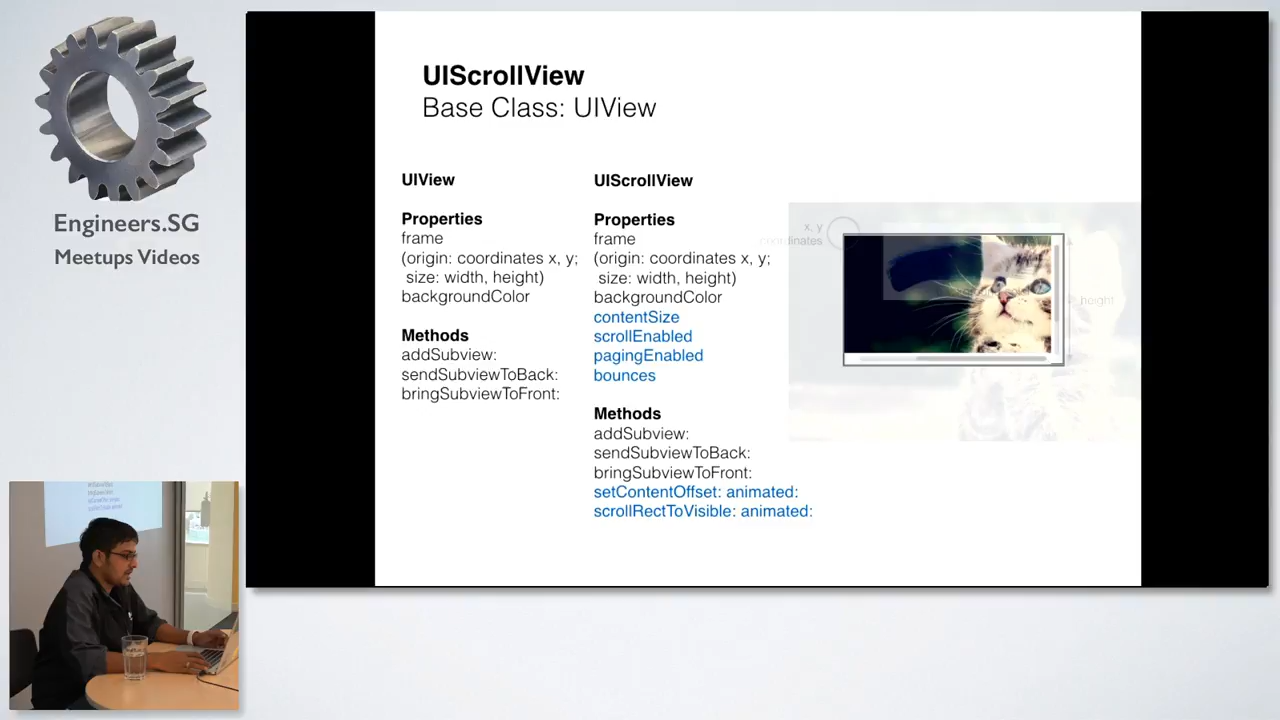 Engineers.SG
Meetups Videos
UIScrollView
Base Class: UIView
UIView
Properties
frame
(origin: coordinates x, y;
size: width, height)
backgroundColor
Methods
addSubview:
sendSubviewToBack:
bringSubviewToFront:
UIScrollView
Properties
frame
(origin: coordinates x, y;
size: width, height)
backgroundColor
contentSize
scrollEnabled
pagingEnabled
bounces
Methods
addSubview:
sendSubviewToBack:
bringSubviewToFront:
setContentOffset: animated:
scrollRectToVisible: animated:
x, y
coordinates
height